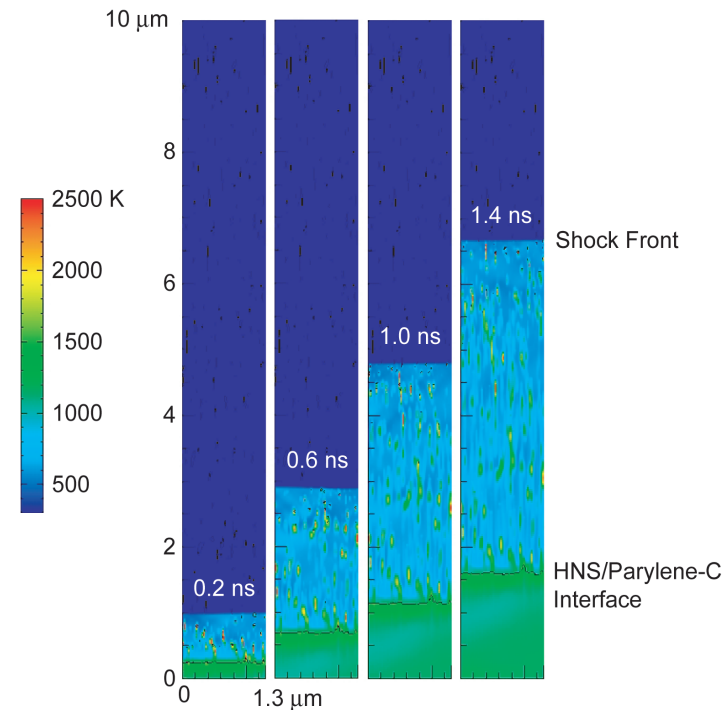 10 μm
8
6
4
2
0
2500 K
2000
1500
1000
500
0.2 ns
0.6 ns
1.0 ns
1.4 ns
Shock Front
HNS/Parylene-C
Interface
0
1.3 μm